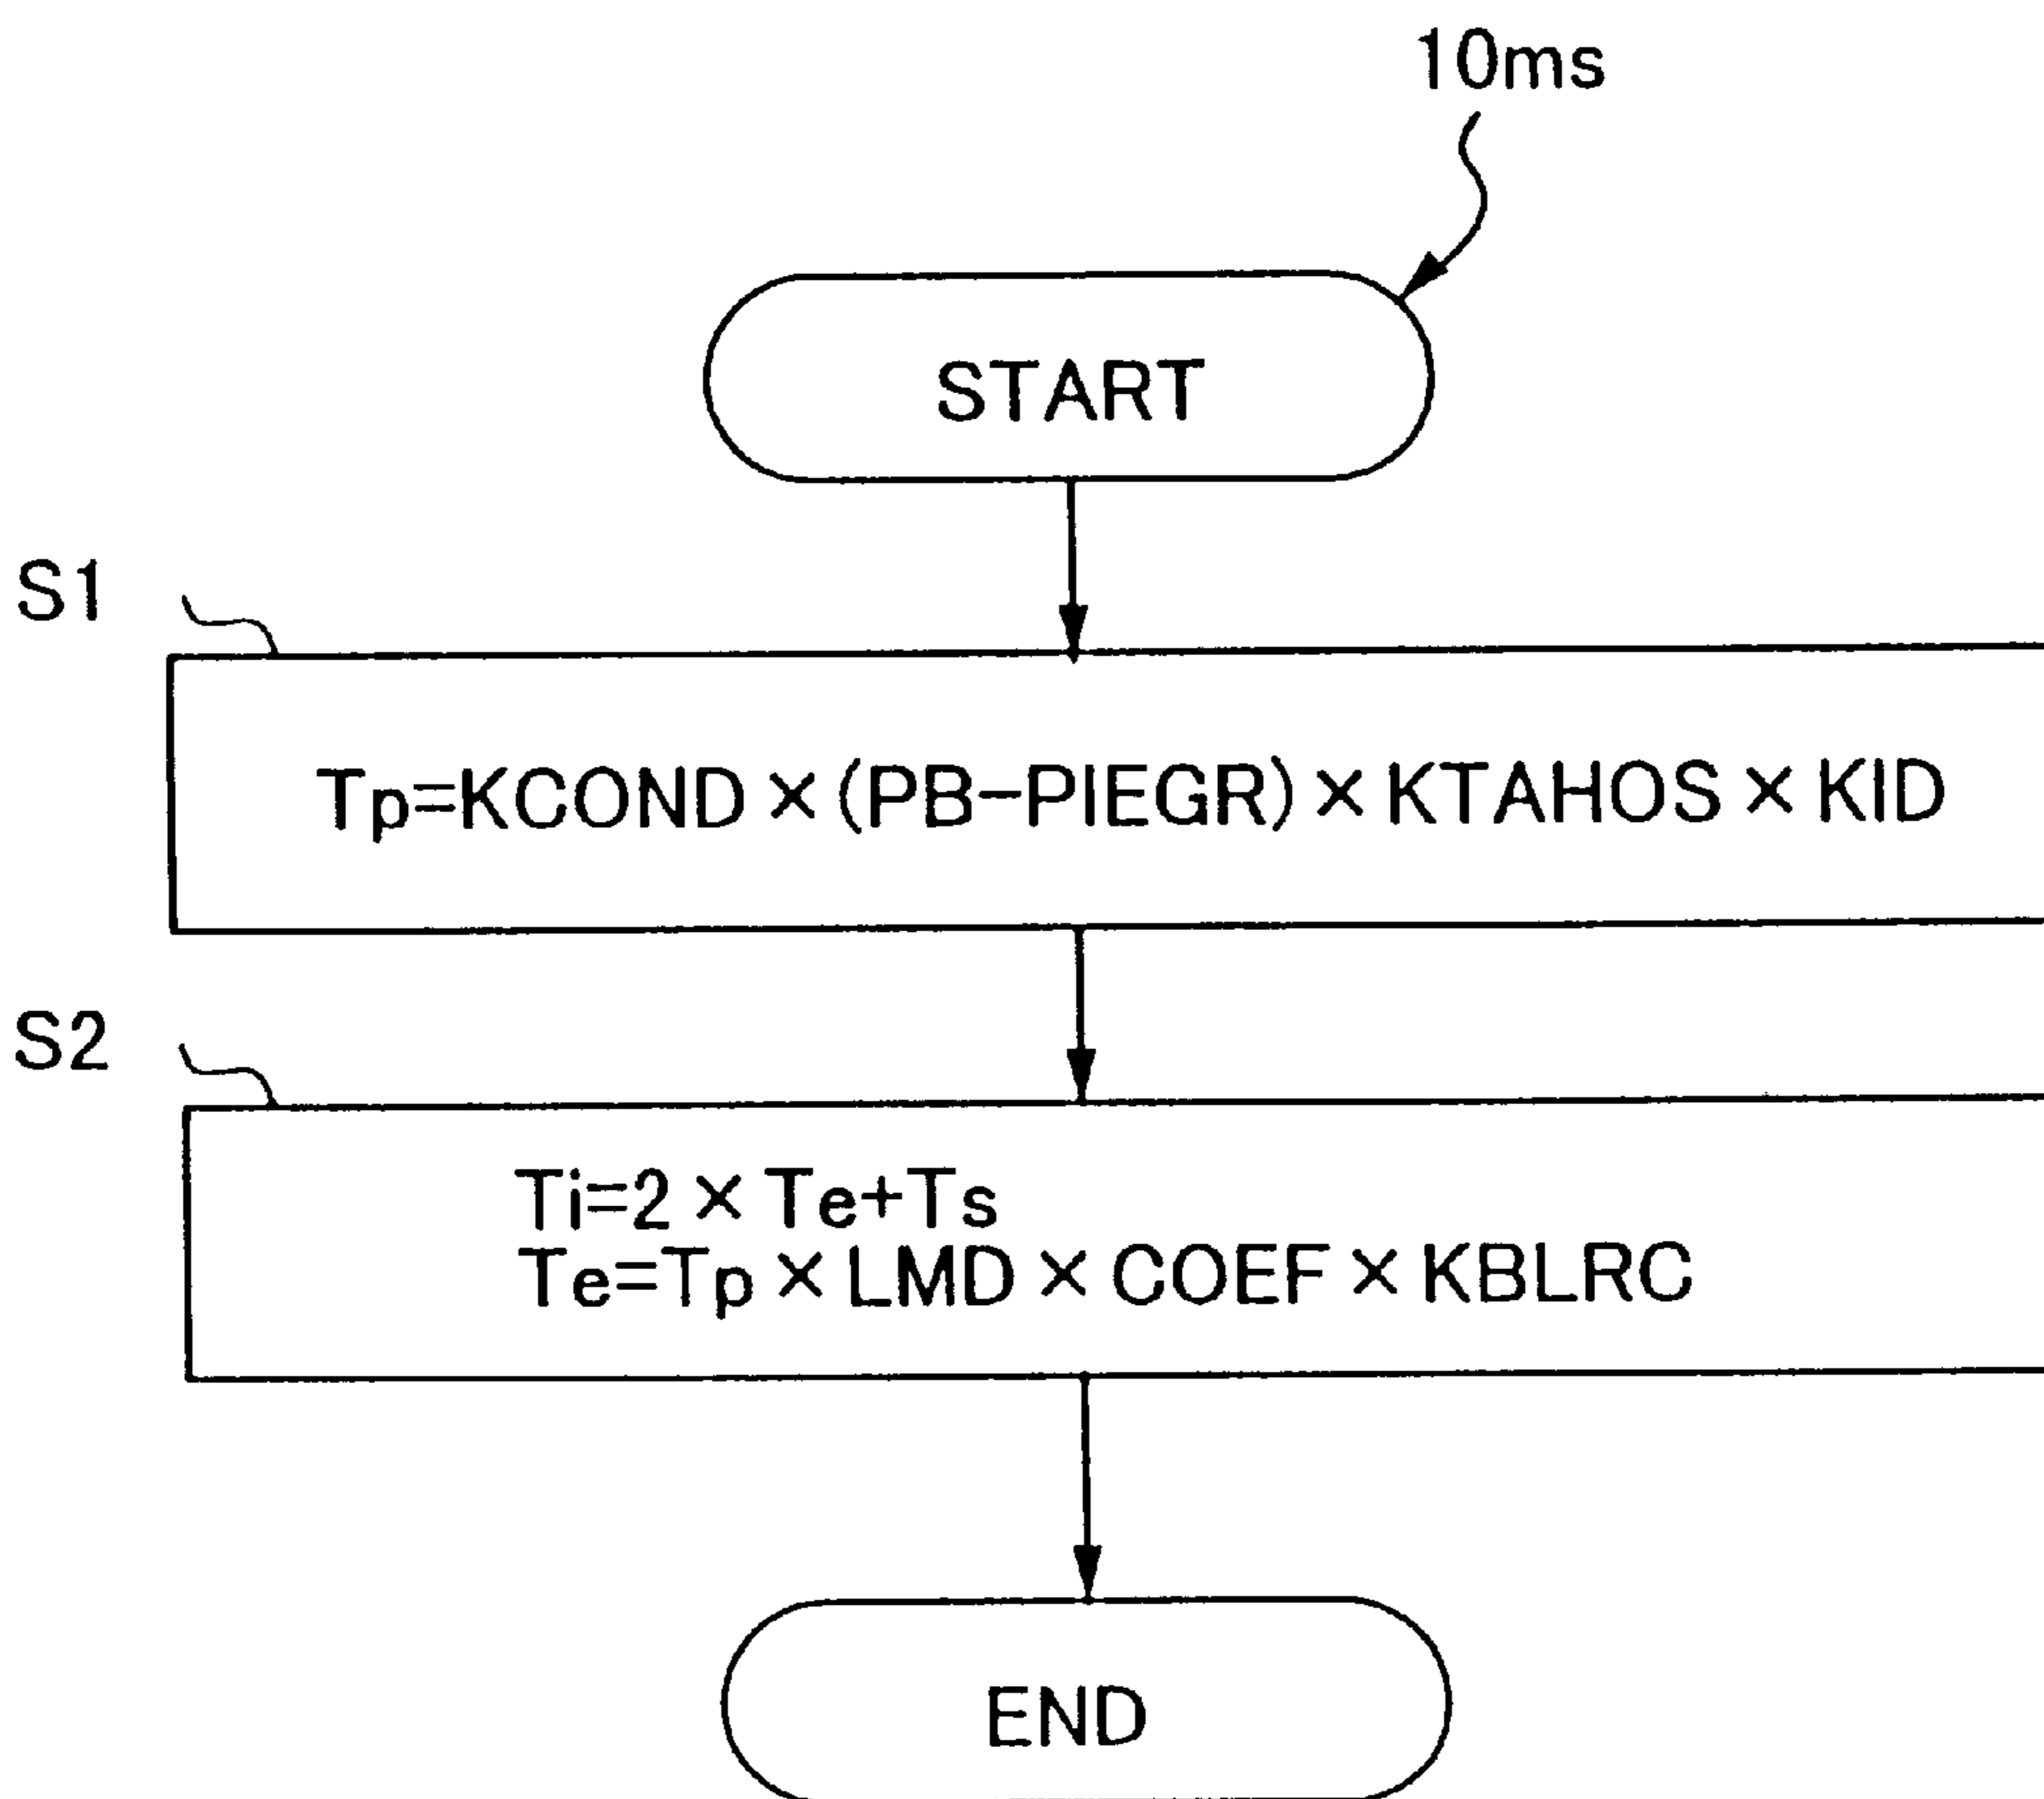 10ms
START
S1
Tp=KCOND×(PB-PIEGR)×KTAHOS×KID
S2
Ti=2×Te+Ts
Te=Tp×LMD×COEF×KBLRC
END